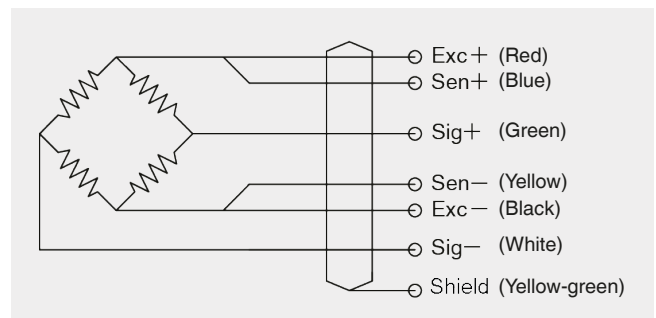 Exc+ (Red)
Sen+ (Blue)
Sig+ (Green)
Sen− (Yellow)
Exc− (Black)
Sig− (White)
Shield (Yellow-green)